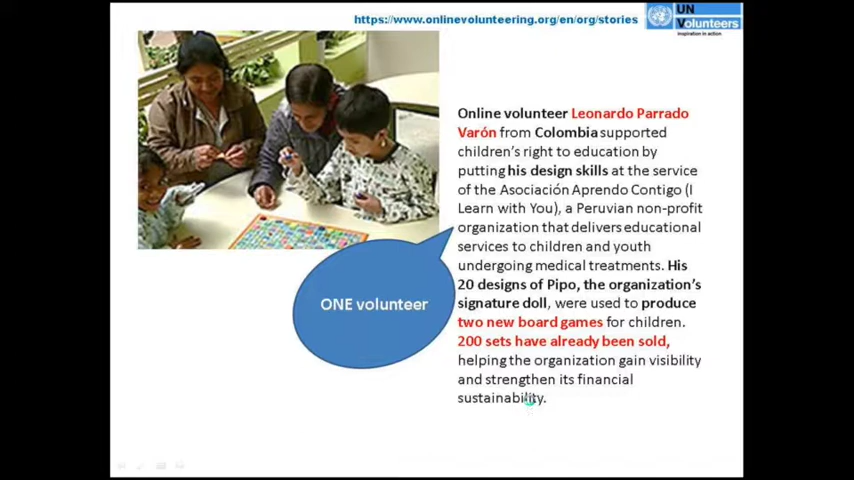 https://www.onlinevolunteering.org/en/org/stories
UN
Volunteers
inspiration in action
Online volunteer Leonardo Parrado
Varón from Colombia supported
children's right to education by
putting his design skills at the service
of the Asociación Aprendo Contigo (I
Learn with You), a Peruvian non-profit
organization that delivers educational
services to children and youth
undergoing medical treatments. His
20 designs of Pipo, the organization's
signature doll, were used to produce
two new board games for children.
200 sets have already been sold,
helping the organization gain visibility
and strengthen its financial
sustainability.
ONE volunteer